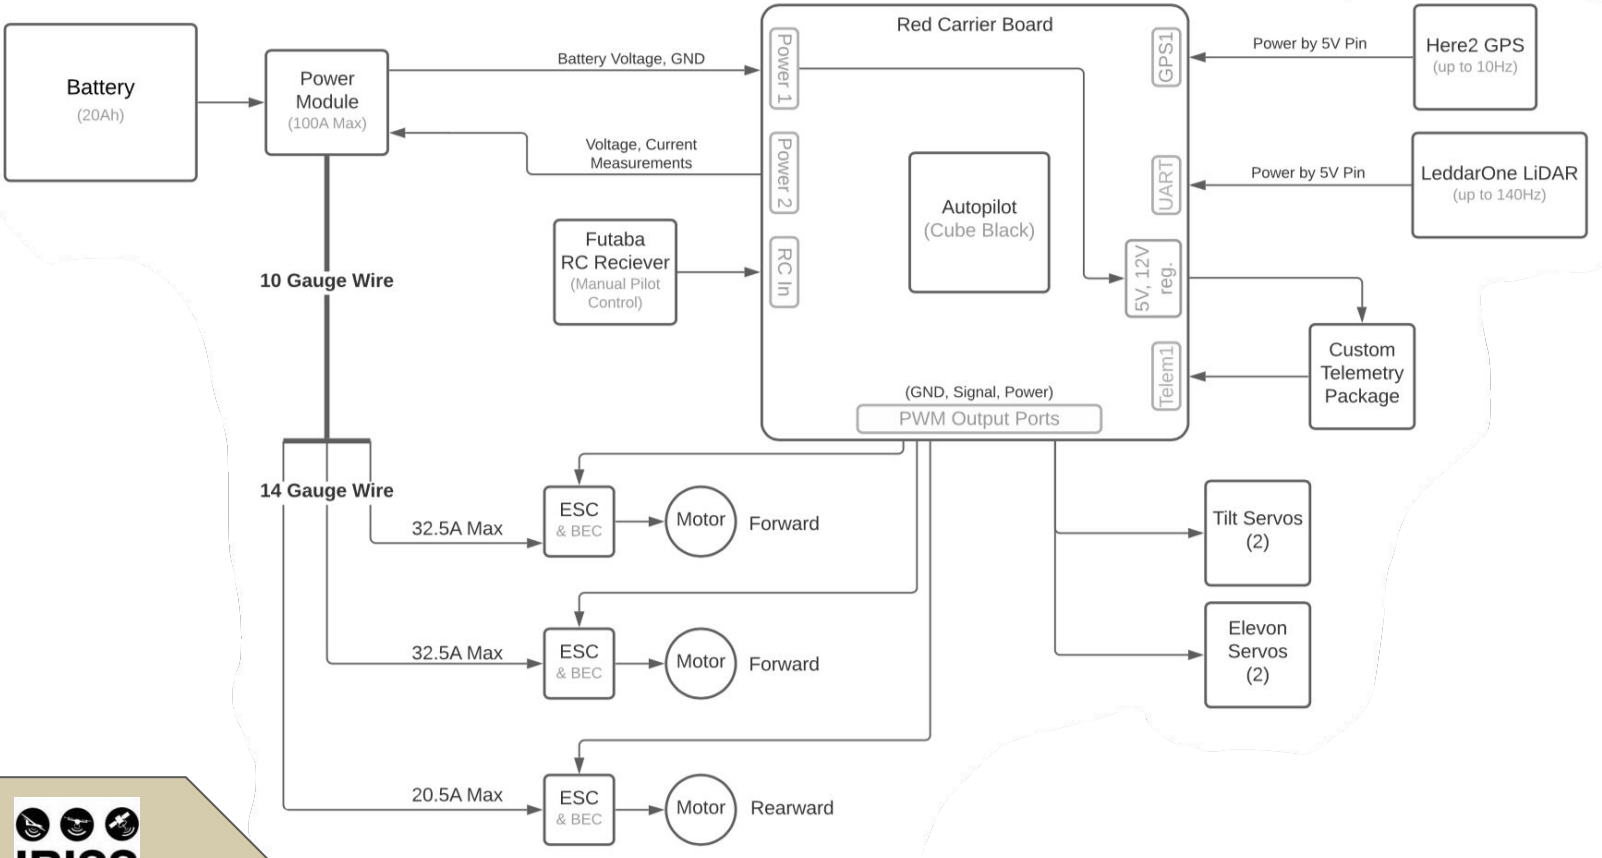 Red Carrier Board
Battery
(20Ah)
Power
Module
(100A Max)
Battery Voltage, GND
Voltage, Current
Measurements
Power 1
Power 2
RC In
Futaba
RC Reciever
(Manual Pilot
Control)
Autopilot
(Cube Black)
GPS1
UART
5V, 12V
reg.
Telem1
Power by 5V Pin
Here2 GPS
(up to 10Hz)
Power by 5V Pin
LeddarOne LiDAR
(up to 140Hz)
Custom
Telemetry
Package
(GND, Signal, Power)
PWM Output Ports
10 Gauge Wire
14 Gauge Wire
32.5A Max
ESC
& BEC
Motor
Forward
32.5A Max
ESC
& BEC
Motor
Forward
20.5A Max
ESC
& BEC
Motor
Rearward
Tilt Servos
(2)
Elevon
Servos
(2)